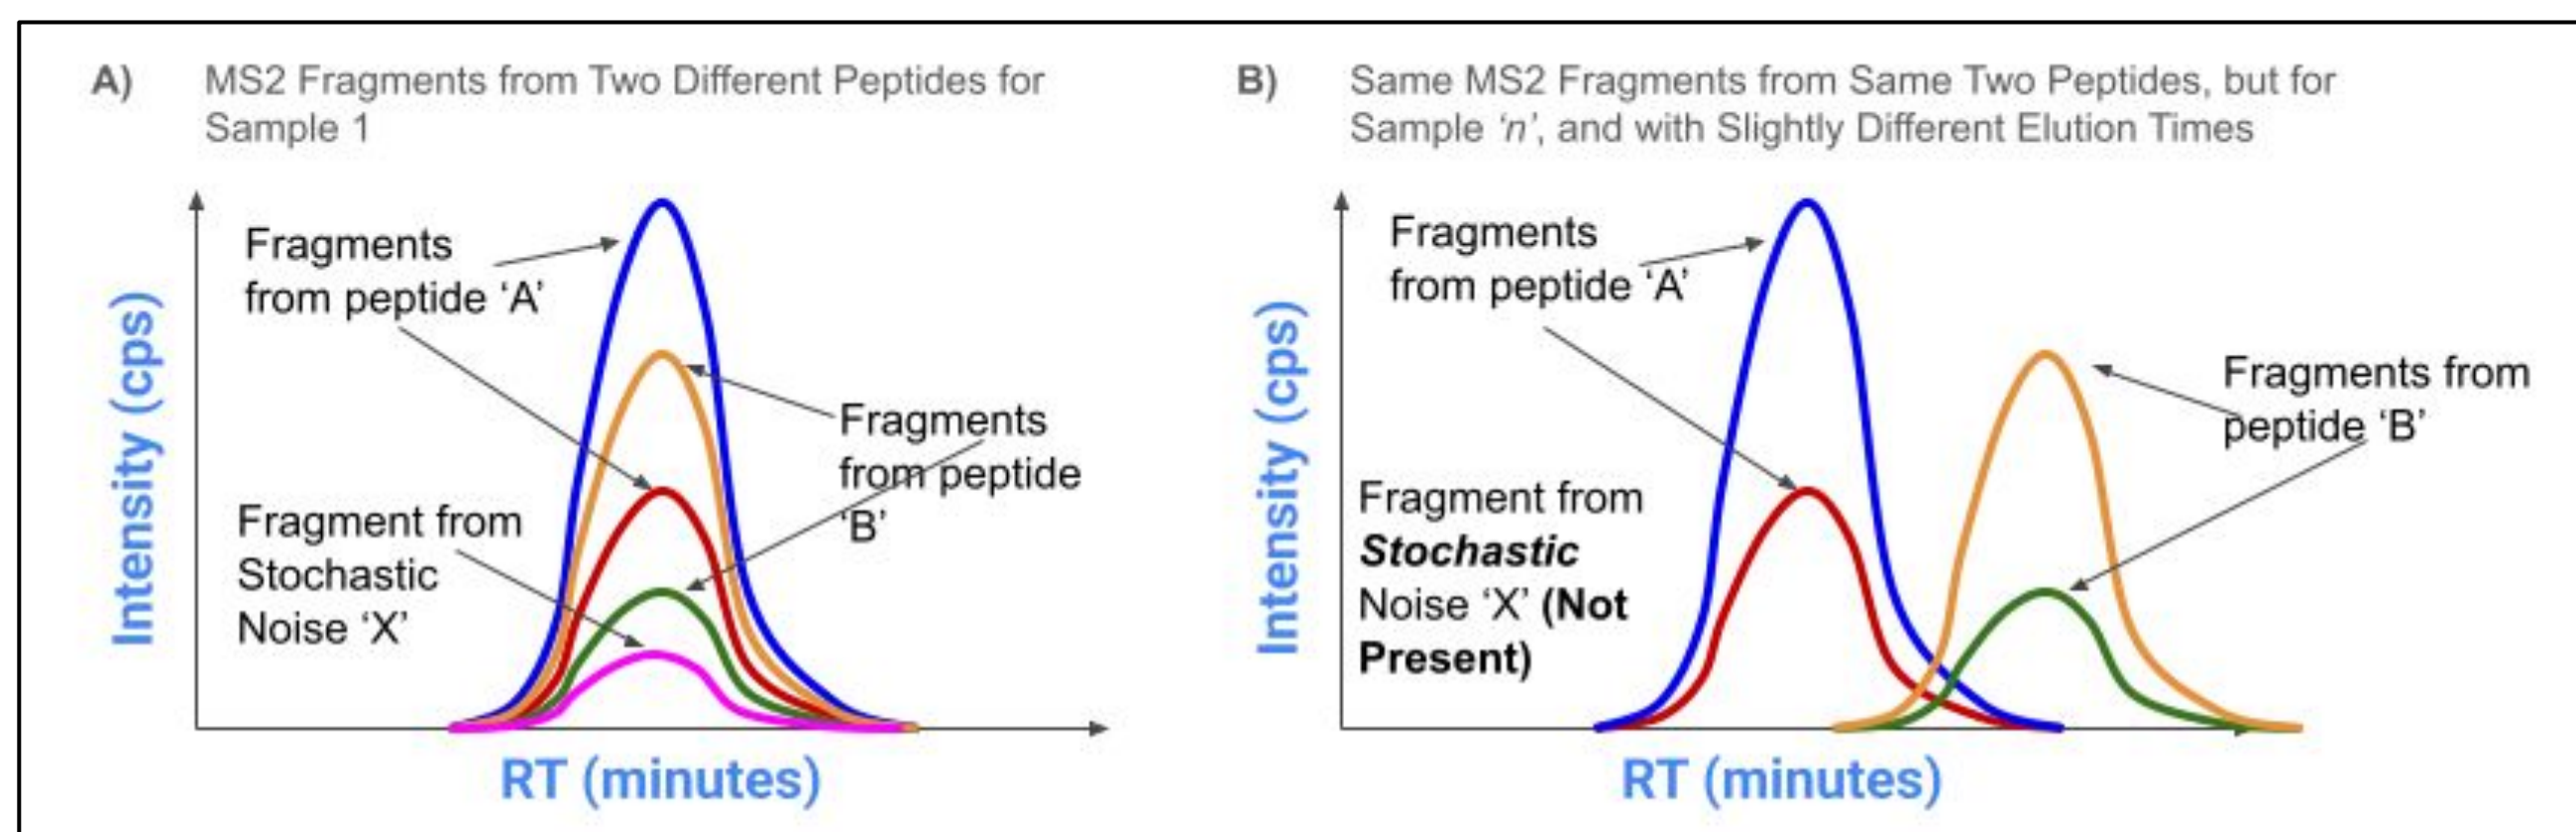 A) MS2 Fragments from Two Different Peptides for
Sample 1
Fragments
from peptide ‘A’
Fragments
from peptide
‘B’
Fragment from
Stochastic
Noise ‘X’
Intensity (cps)
RT (minutes)
B) Same MS2 Fragments from Same Two Peptides, but for
Sample ‘n’, and with Slightly Different Elution Times
Fragments
from peptide ‘A’
Fragments from
peptide ‘B’
Fragment from
Stochastic
Noise ‘X’ (Not
Present)
Intensity (cps)
RT (minutes)